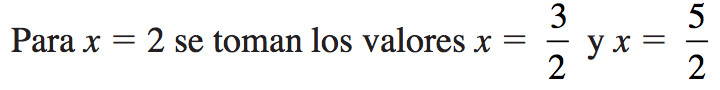 Para x = 2 se toman los valores x = 3/2 y x = 5/2